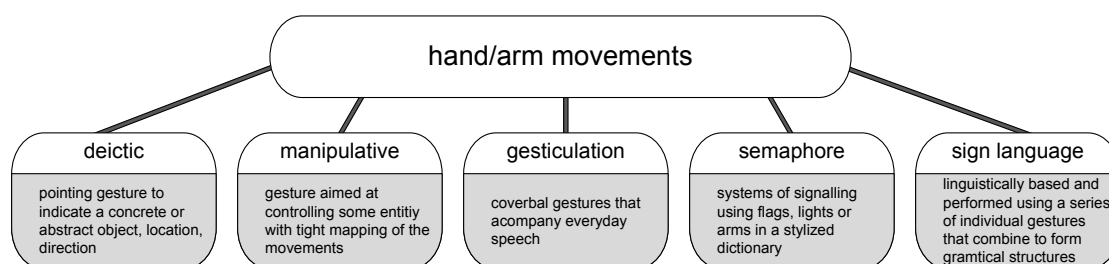 hand/arm movements
deictic
pointing gesture to
indicate a concrete or
abstract object, location,
direction
manipulative
gesture aimed at
controlling some entitiy
with tight mapping of the
movements
gesticulation
coverbal gestures that
acompany everyday
speech
semaphore
systems of signalling
using flags, lights or
arms in a stylized
dictionary
sign language
linguistically based and
performed using a series
of individual gestures
that combine to form
gramtical structures